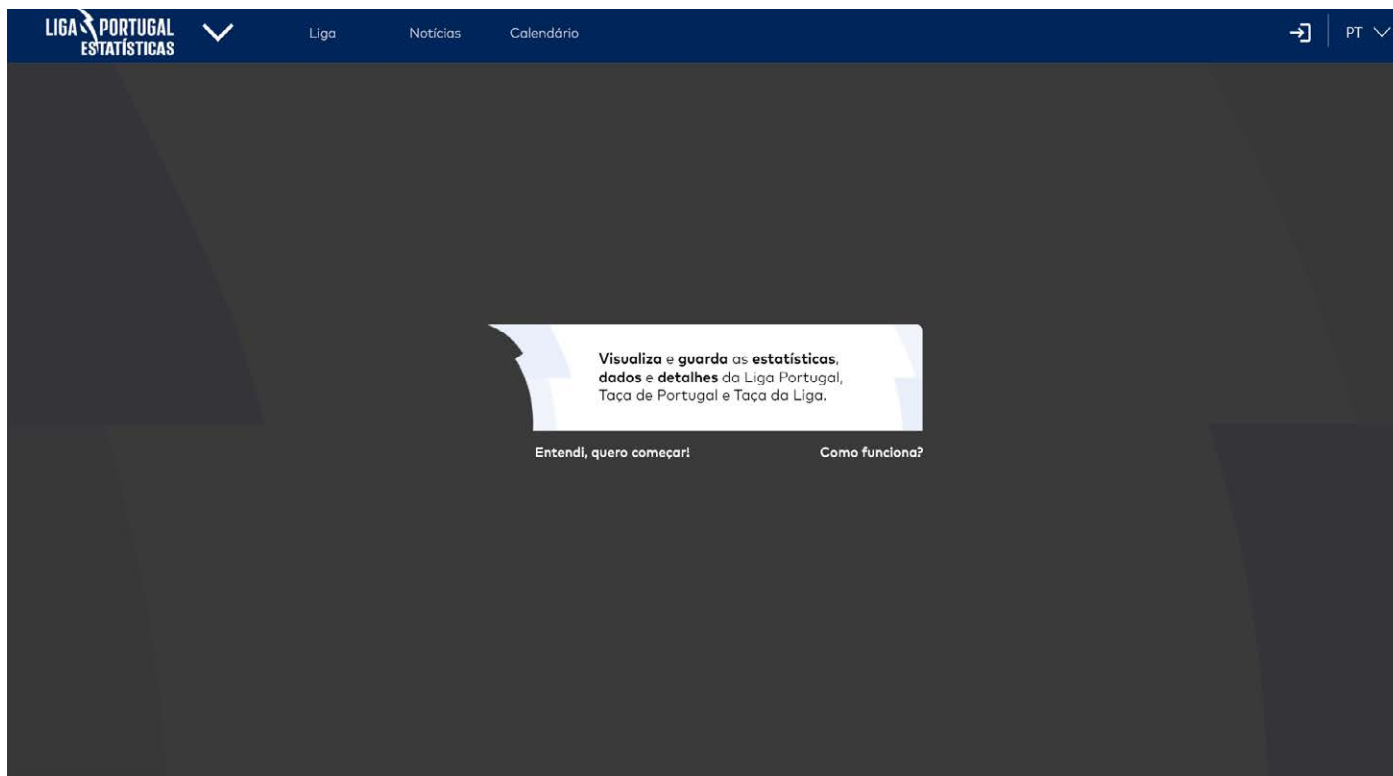 LIGA PORTUGAL
ESTATÍSTICAS
Liga
Notícias
Calendário
PT
Visualiza e guarda as estatísticas,
dados e detalhes da Liga Portugal,
Taça de Portugal e Taça da Liga.
Entendi, quero começar!
Como funciona?